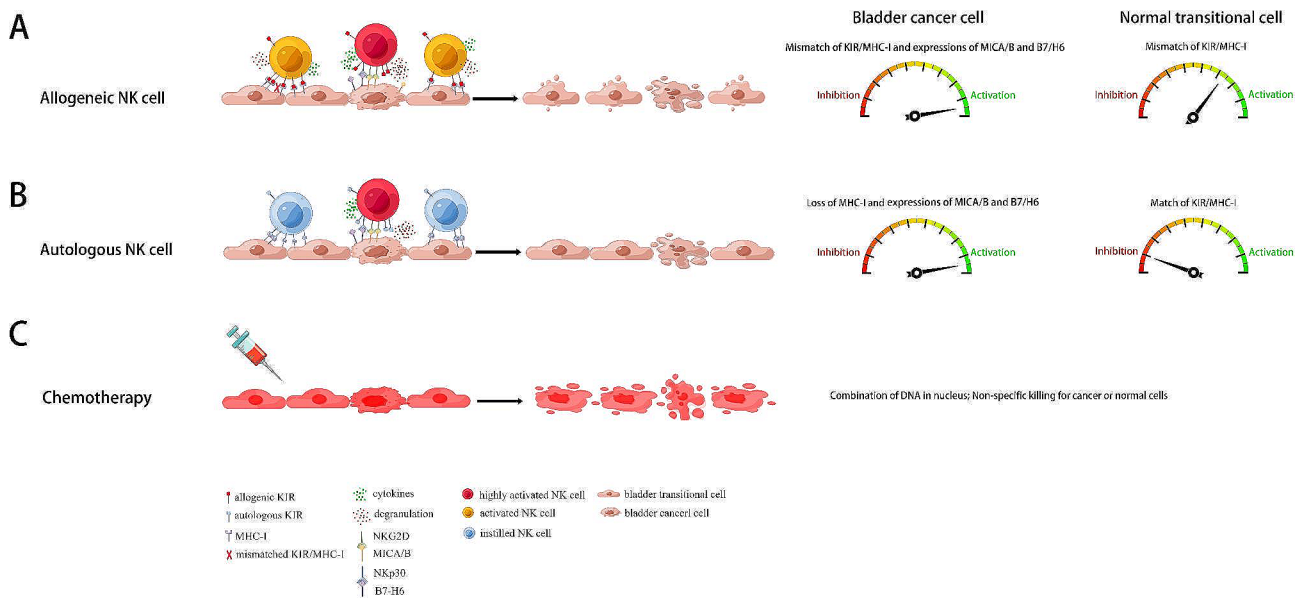 A
Bladder cancer cell
Normal transitional cell
Mismatch of KIR/MHC-I and expressions of MICA/B and B7/H6
Mismatch of KIR/MHC-I
Allogeneic NK cell
Inhibition
Activation
Inhibition
Activation
B
Loss of MHC-I and expressions of MICA/B and B7/H6
Match of KIR/MHC-I
Autologous NK cell
Inhibition
Activation
Inhibition
Activation
C
Chemotherapy
Combination of DNA in nucleus; Non-specific killing for cancer or normal cells
allogenic KIR
autologous KIR
MHC-I
mismatched KIR/MHC-I
cytokines
degranulation
NKG2D
MICA/B
NKp30
B7-H6
highly activated NK cell
activated NK cell
instilled NK cell
bladder transitional cell
bladder cancerl cell